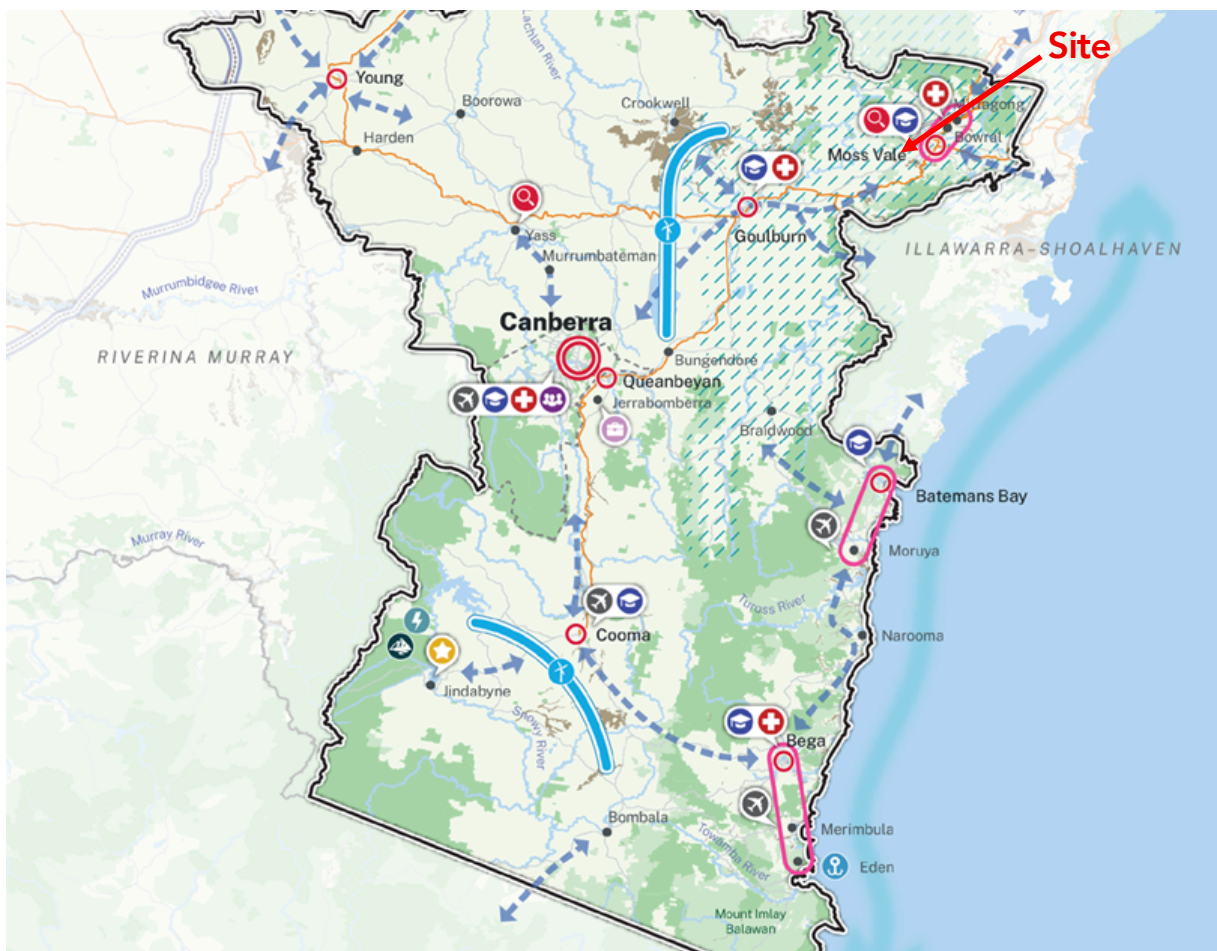 Site
Young
Boorowa
Lachlan River
Crookwell
Bowral
Harden
Moss Vale
Yass
Goulburn
Murrumbateman
ILLAWARRA-SHOALHAVEN
Murrumbidgee River
Canberra
RIVERINA MURRAY
Bungendore
Queanbeyan
Jerrabomberra
Braidwood
Batemans Bay
Murray River
Moruya
Tuross River
Cooma
Narooma
Jindabyne
Snowy River
Bega
Bombala
Merimbula
Towamba River
Eden
Mount Imlay
Balawan